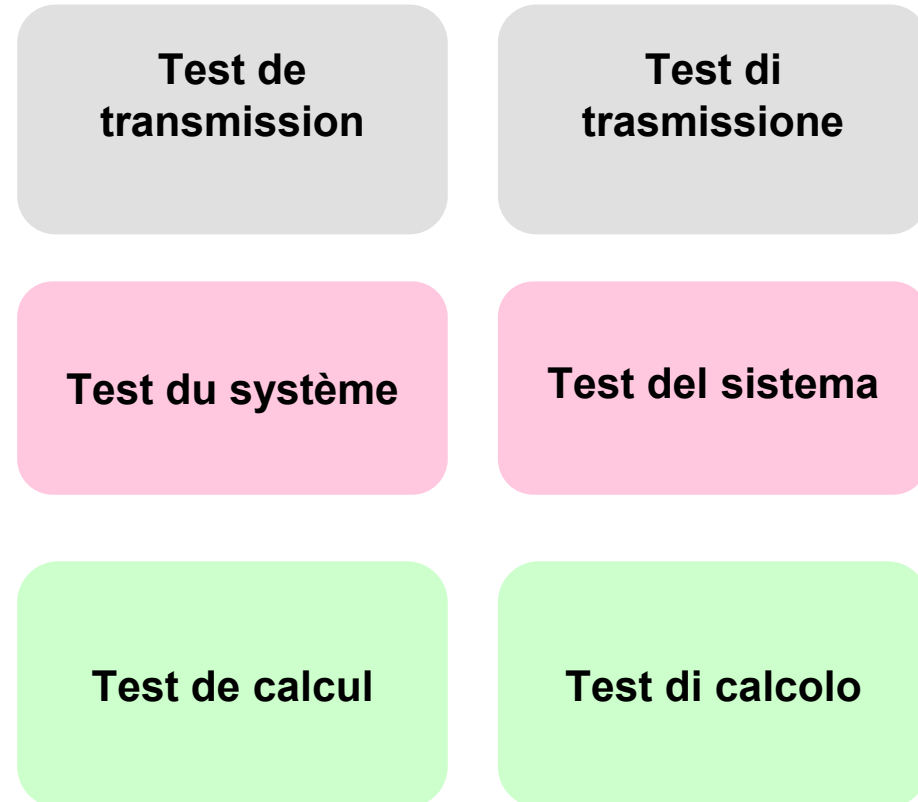 Test de
transmission
Test di
trasmissione
Test du système
Test del sistema
Test de calcul
Test di calcolo